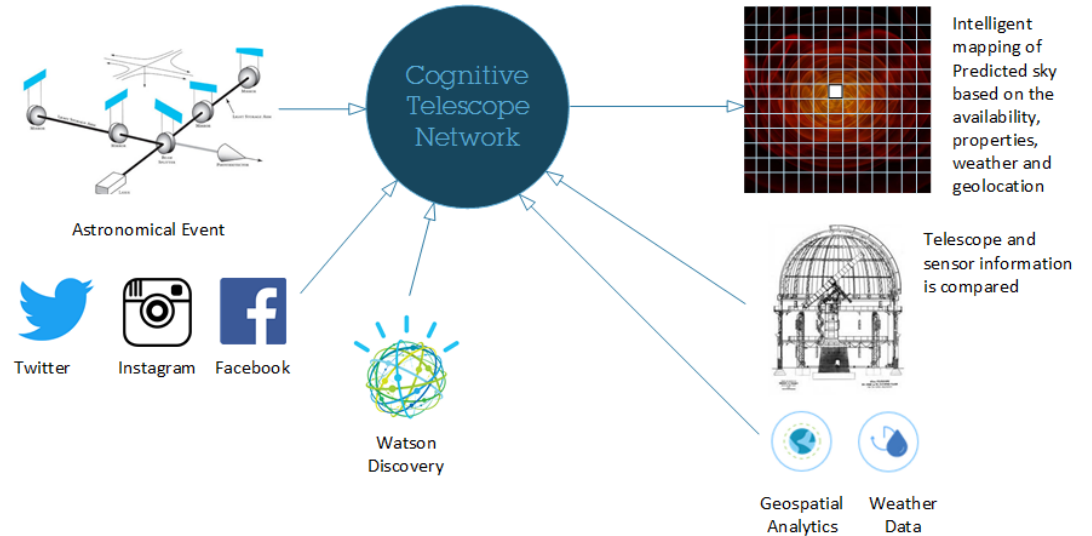 Cognitive
Telescope
Network
Intelligent
mapping of
Predicted sky
based on the
availability,
properties,
weather and
geolocation
Astronomical Event
Telescope and
sensor information
is compared
Twitter
Instagram
Facebook
Watson
Discovery
Geospatial
Analytics
Weather
Data